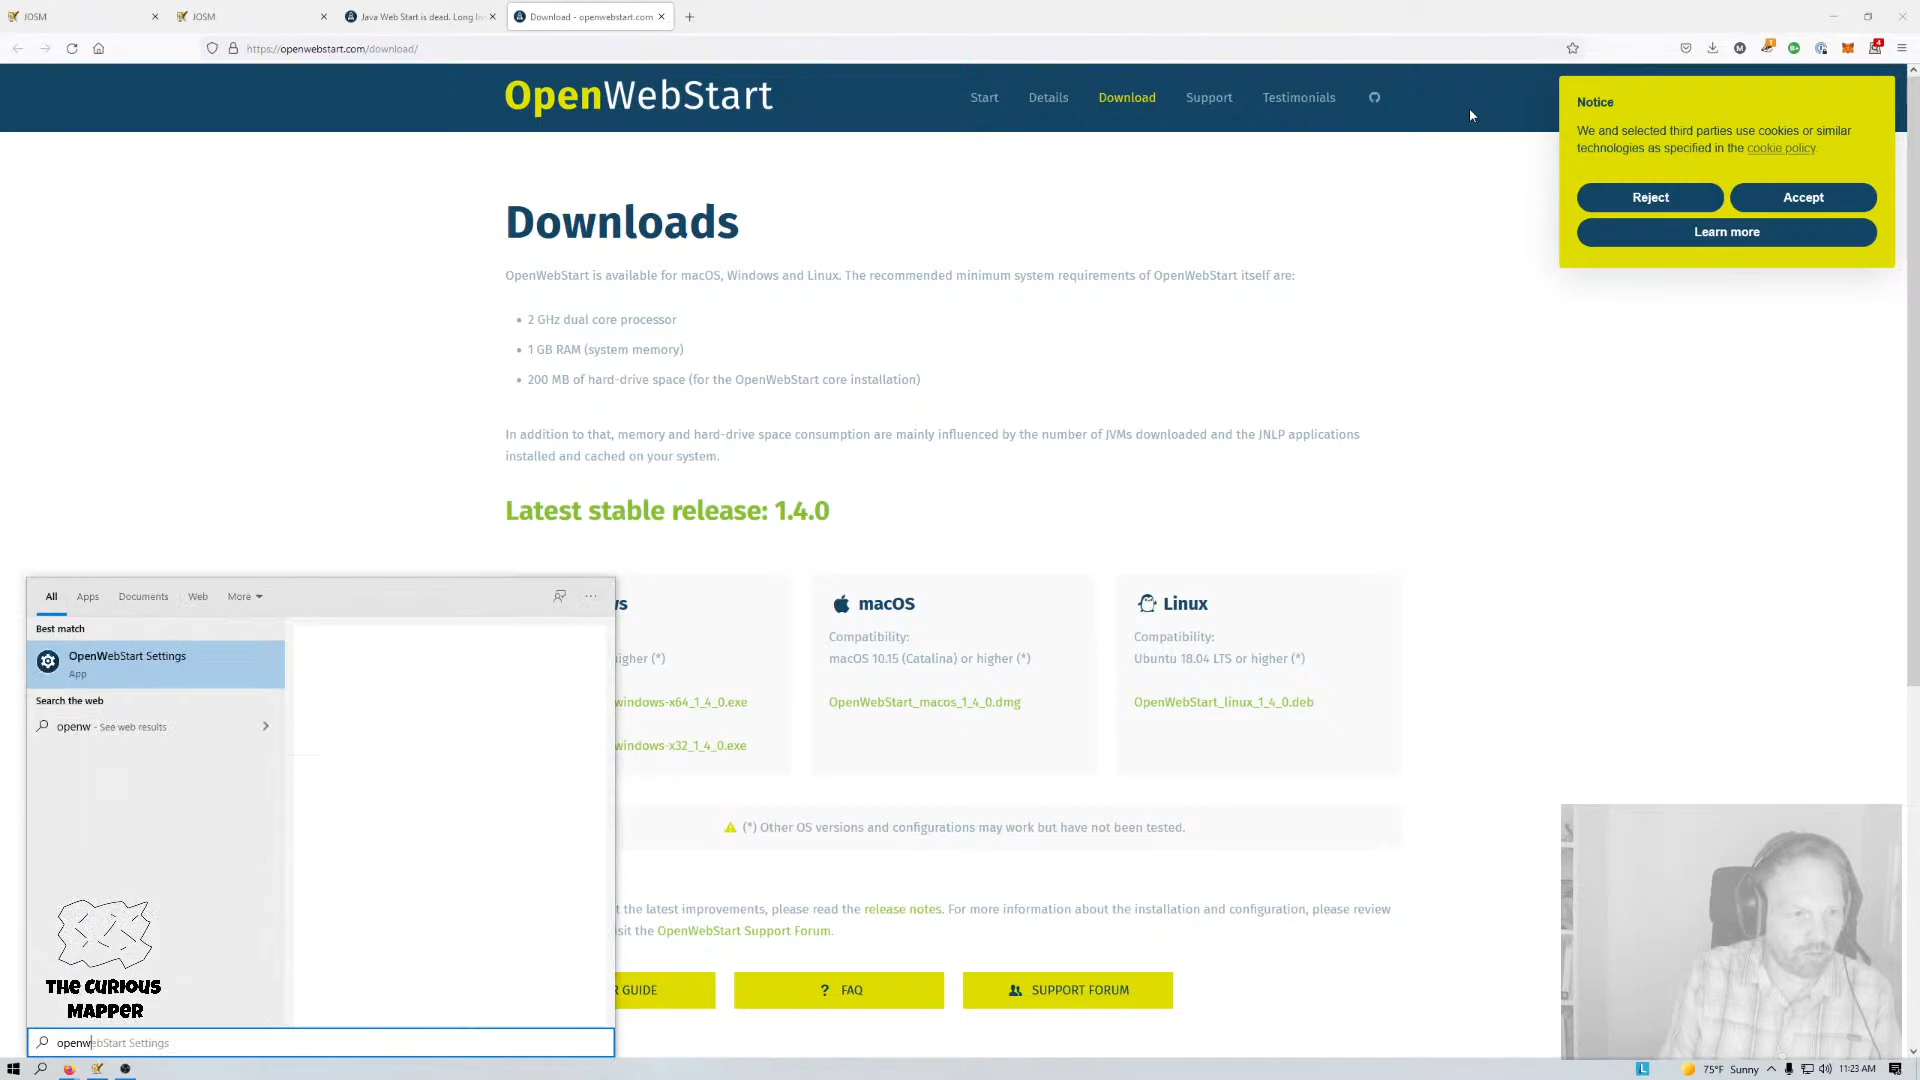 JOSM
JOSM
Java Web Start is dead. Long li
Download - openwebstart.com
https://openwebstart.com/download/
OpenWebStart
Start
Details
Download
Support
Testimonials
Notice
We and selected third parties use cookies or similar
technologies as specified in the cookie policy.
Reject
Accept
Learn more
Downloads
OpenWebStart is available for macOS, Windows and Linux. The recommended minimum system requirements of OpenWebStart itself are:
• 2 GHz dual core processor
• 1 GB RAM (system memory)
• 200 MB of hard-drive space (for the OpenWebStart core installation)
In addition to that, memory and hard-drive space consumption are mainly influenced by the number of JVMs downloaded and the JNLP applications
installed and cached on your system.
Latest stable release: 1.4.0
ws
igher (*)
windows-x64_1_4_0.exe
windows-x32_1_4_0.exe
macOS
Compatibility:
macOS 10.15 (Catalina) or higher (*)
OpenWebStart_macos_1_4_0.dmg
Linux
Compatibility:
Ubuntu 18.04 LTS or higher (*)
OpenWebStart_linux_1_4_0.deb
(*) Other OS versions and configurations may work but have not been tested.
t the latest improvements, please read the release notes. For more information about the installation and configuration, please review
isit the OpenWebStart Support Forum.
R GUIDE
? FAQ
SUPPORT FORUM
All
Apps
Documents
Web
More
...
Best match
OpenWebStart Settings
App
Search the web
openw - See web results
THE CURIOUS
MAPPER
openwebStart Settings
L
75°F Sunny
11:23 AM